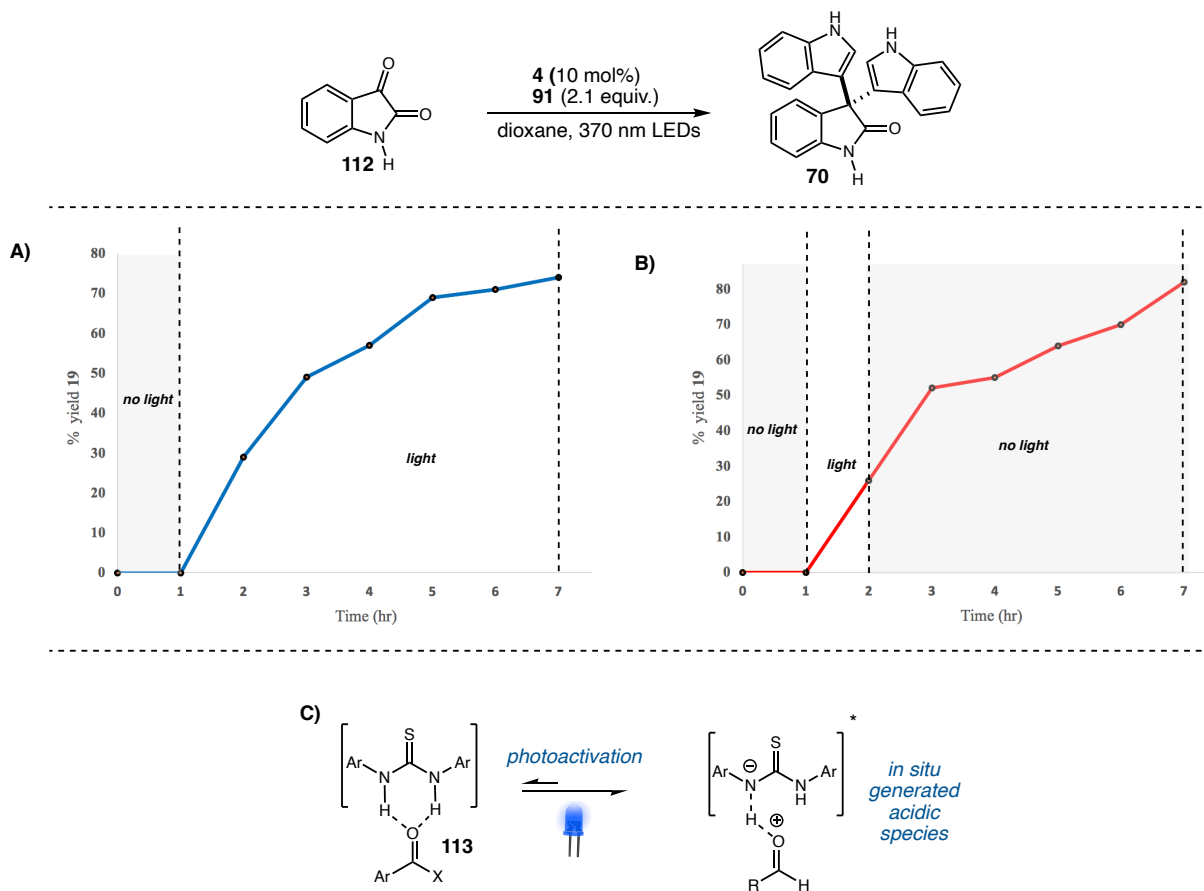 O
O
N
H
112
4 (10 mol%)
91 (2.1 equiv.)
dioxane, 370 nm LEDs
H
N
H
N
O
N
H
70
A)
80
70
60
50
40
30
20
10
0
% yield 19
no light
light
0 1 2 3 4 5 6 7
Time (hr)
B)
80
70
60
50
40
30
20
10
0
% yield 19
no light
light
no light
0 1 2 3 4 5 6 7
Time (hr)
C)
S
Ar N N Ar
H H
O
Ar X
113
photoactivation
*
S
Ar N N Ar
⊖
H H
⊕
O
R H
in situ
generated
acidic
species